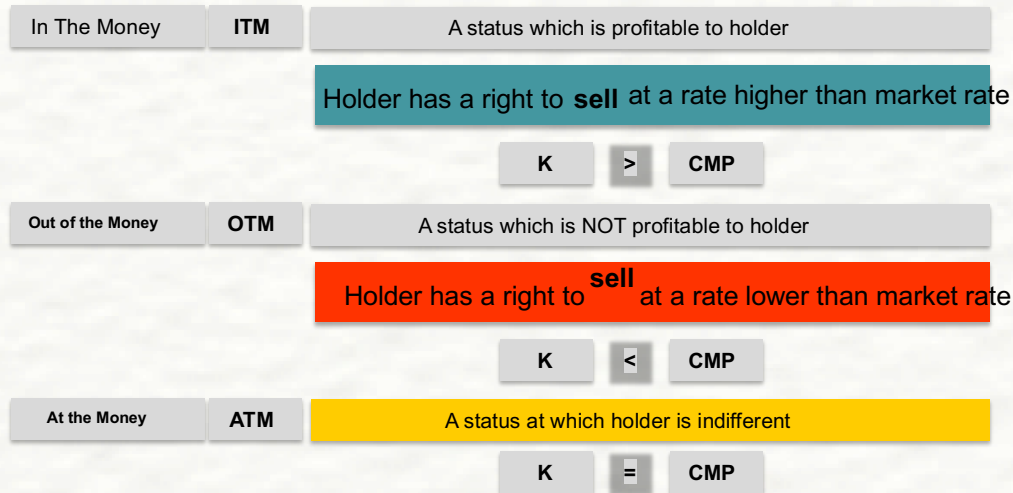 In The Money ITM A status which is profitable to holder
Holder has a right to sell at a rate higher than market rate
K > CMP
Out of the Money OTM A status which is NOT profitable to holder
Holder has a right to sell at a rate lower than market rate
K < CMP
At the Money ATM A status at which holder is indifferent
K = CMP